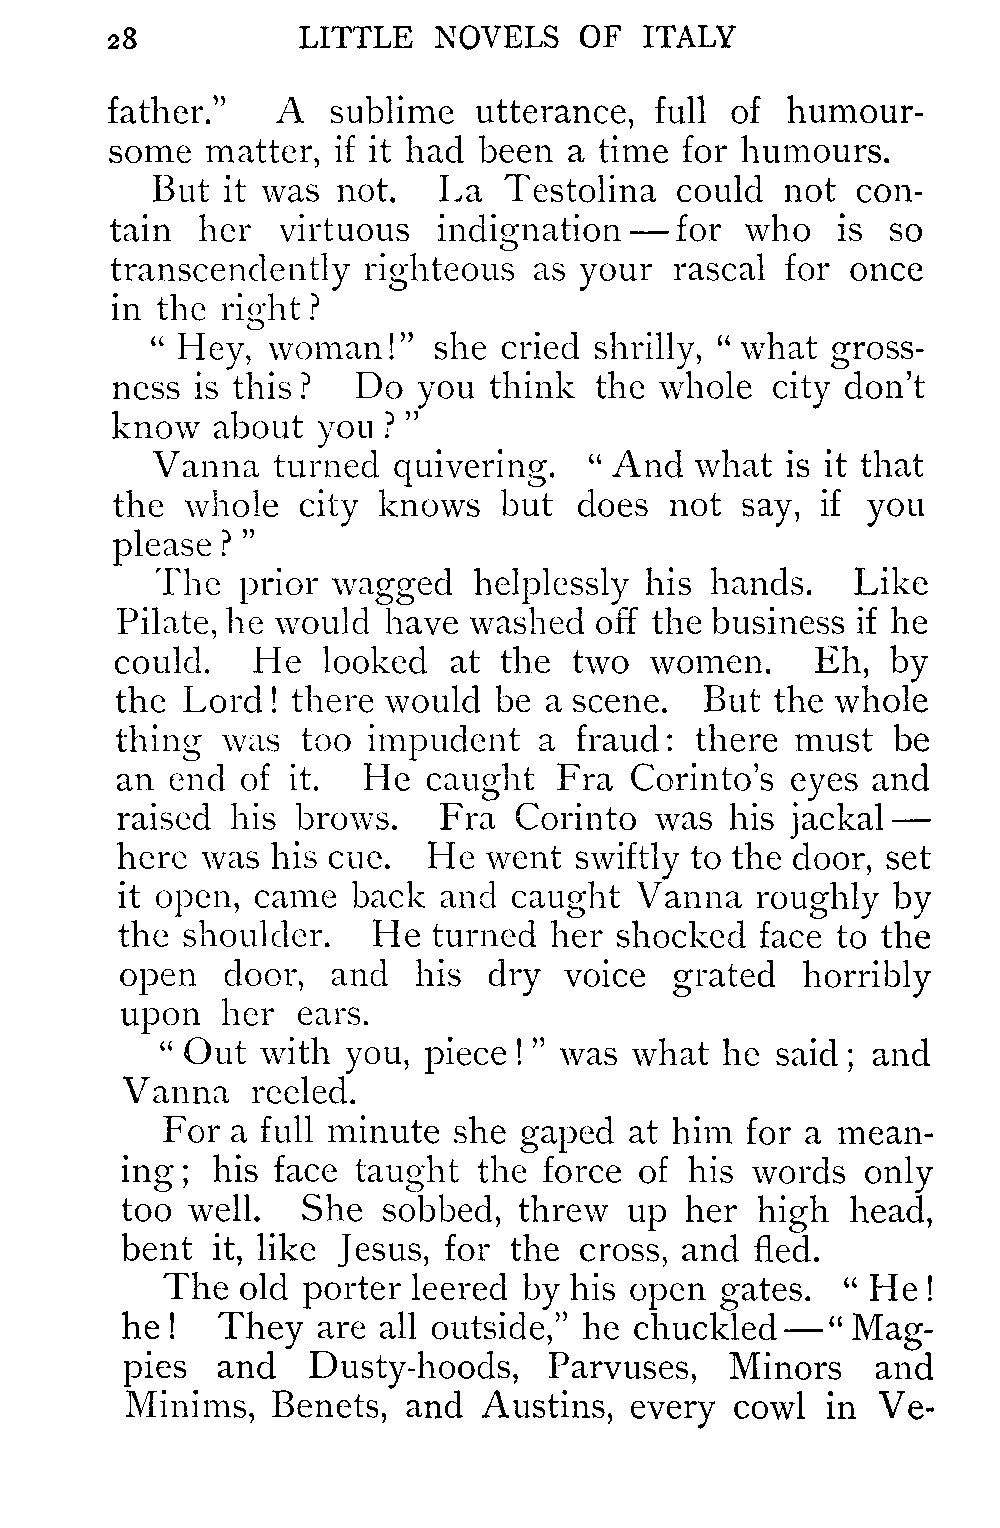 28 LITTLE NOVELS OF ITALY
father." A sublime utterance, full of humour-
some matter, if it had been a time for humours.
But it was not. La Testolina could not con-
tain her virtuous indignation—for who is so
transcendently righteous as your rascal for once
in the right?
"Hey, woman!" she cried shrilly, "what gross-
ness is this? Do you think the whole city don't
know about you?"
Vanna turned quivering. "And what is it that
the whole city knows but does not say, if you
please?"
The prior wagged helplessly his hands. Like
Pilate, he would have washed off the business if he
could. He looked at the two women. Eh, by
the Lord! there would be a scene. But the whole
thing was too impudent a fraud: there must be
an end of it. He caught Fra Corinto's eyes and
raised his brows. Fra Corinto was his jackal—
here was his cue. He went swiftly to the door, set
it open, came back and caught Vanna roughly by
the shoulder. He turned her shocked face to the
open door, and his dry voice grated horribly
upon her ears.
"Out with you, piece!" was what he said; and
Vanna reeled.
For a full minute she gaped at him for a mean-
ing; his face taught the force of his words only
too well. She sobbed, threw up her high head,
bent it, like Jesus, for the cross, and fled.
The old porter leered by his open gates. "He!
he! They are all outside," he chuckled—"Mag-
pies and Dusty-hoods, Parvuses, Minors and
Minims, Benets, and Austins, every cowl in Ve-